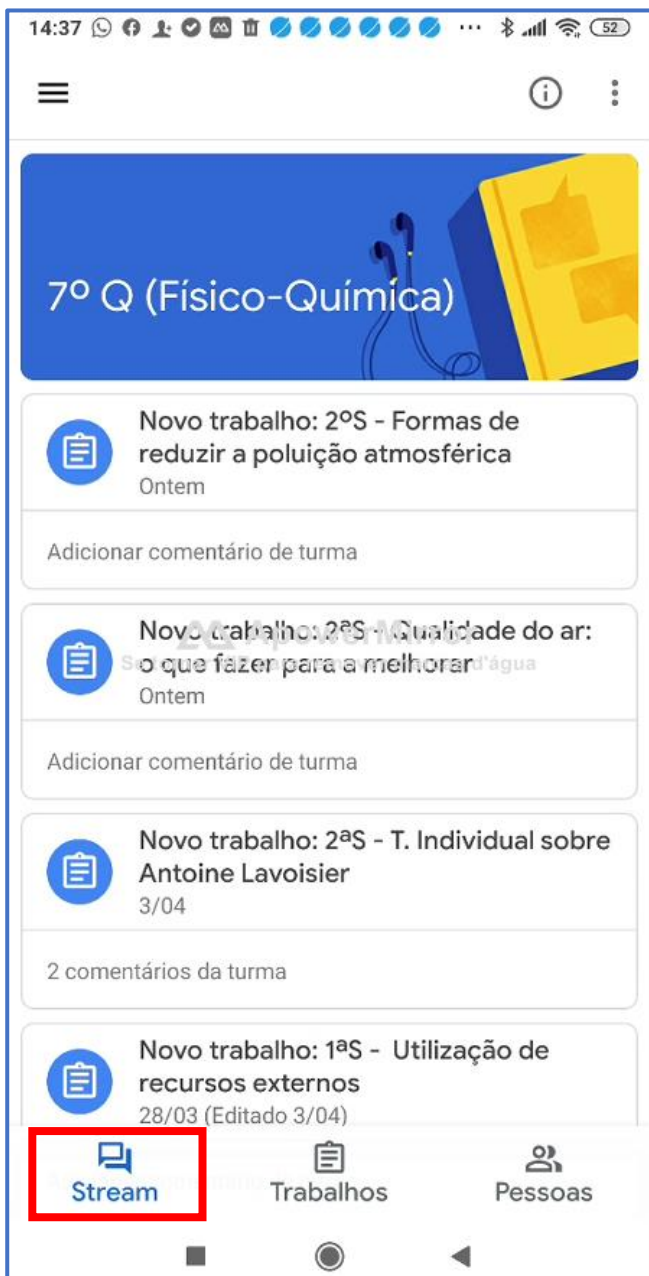 14:37
52
7º Q (Físico-Química)
Novo trabalho: 2ºS - Formas de
reduzir a poluição atmosférica
Ontem
Adicionar comentário de turma
Novo trabalho: 2ªS - Qualidade do ar:
o que fazer para a melhorar
ApowerMirror
d'água
Ontem
Adicionar comentário de turma
Novo trabalho: 2ªS - T. Individual sobre
Antoine Lavoisier
3/04
2 comentários da turma
Novo trabalho: 1ªS - Utilização de
recursos externos
28/03 (Editado 3/04)
Stream
Trabalhos
Pessoas